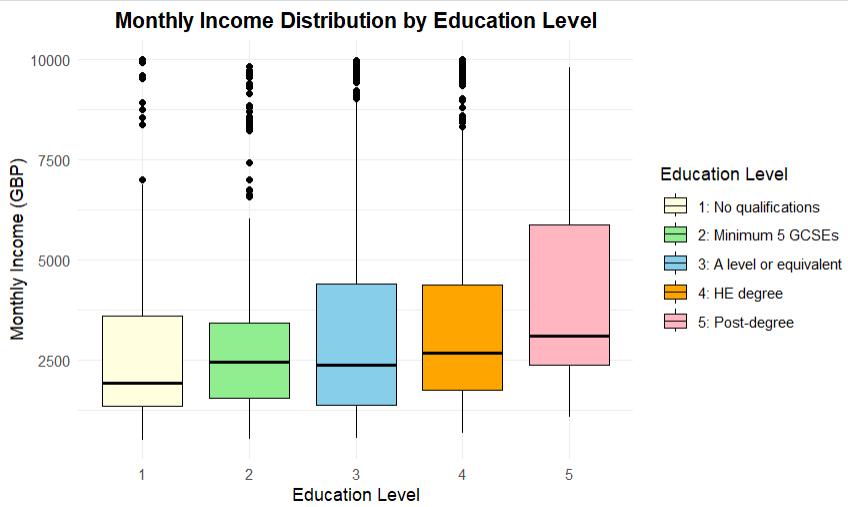 Monthly Income Distribution by Education Level
Monthly Income (GBP)
10000
7500
5000
2500
1 2 3 4 5
Education Level
Education Level
1: No qualifications
2: Minimum 5 GCSEs
3: A level or equivalent
4: HE degree
5: Post-degree